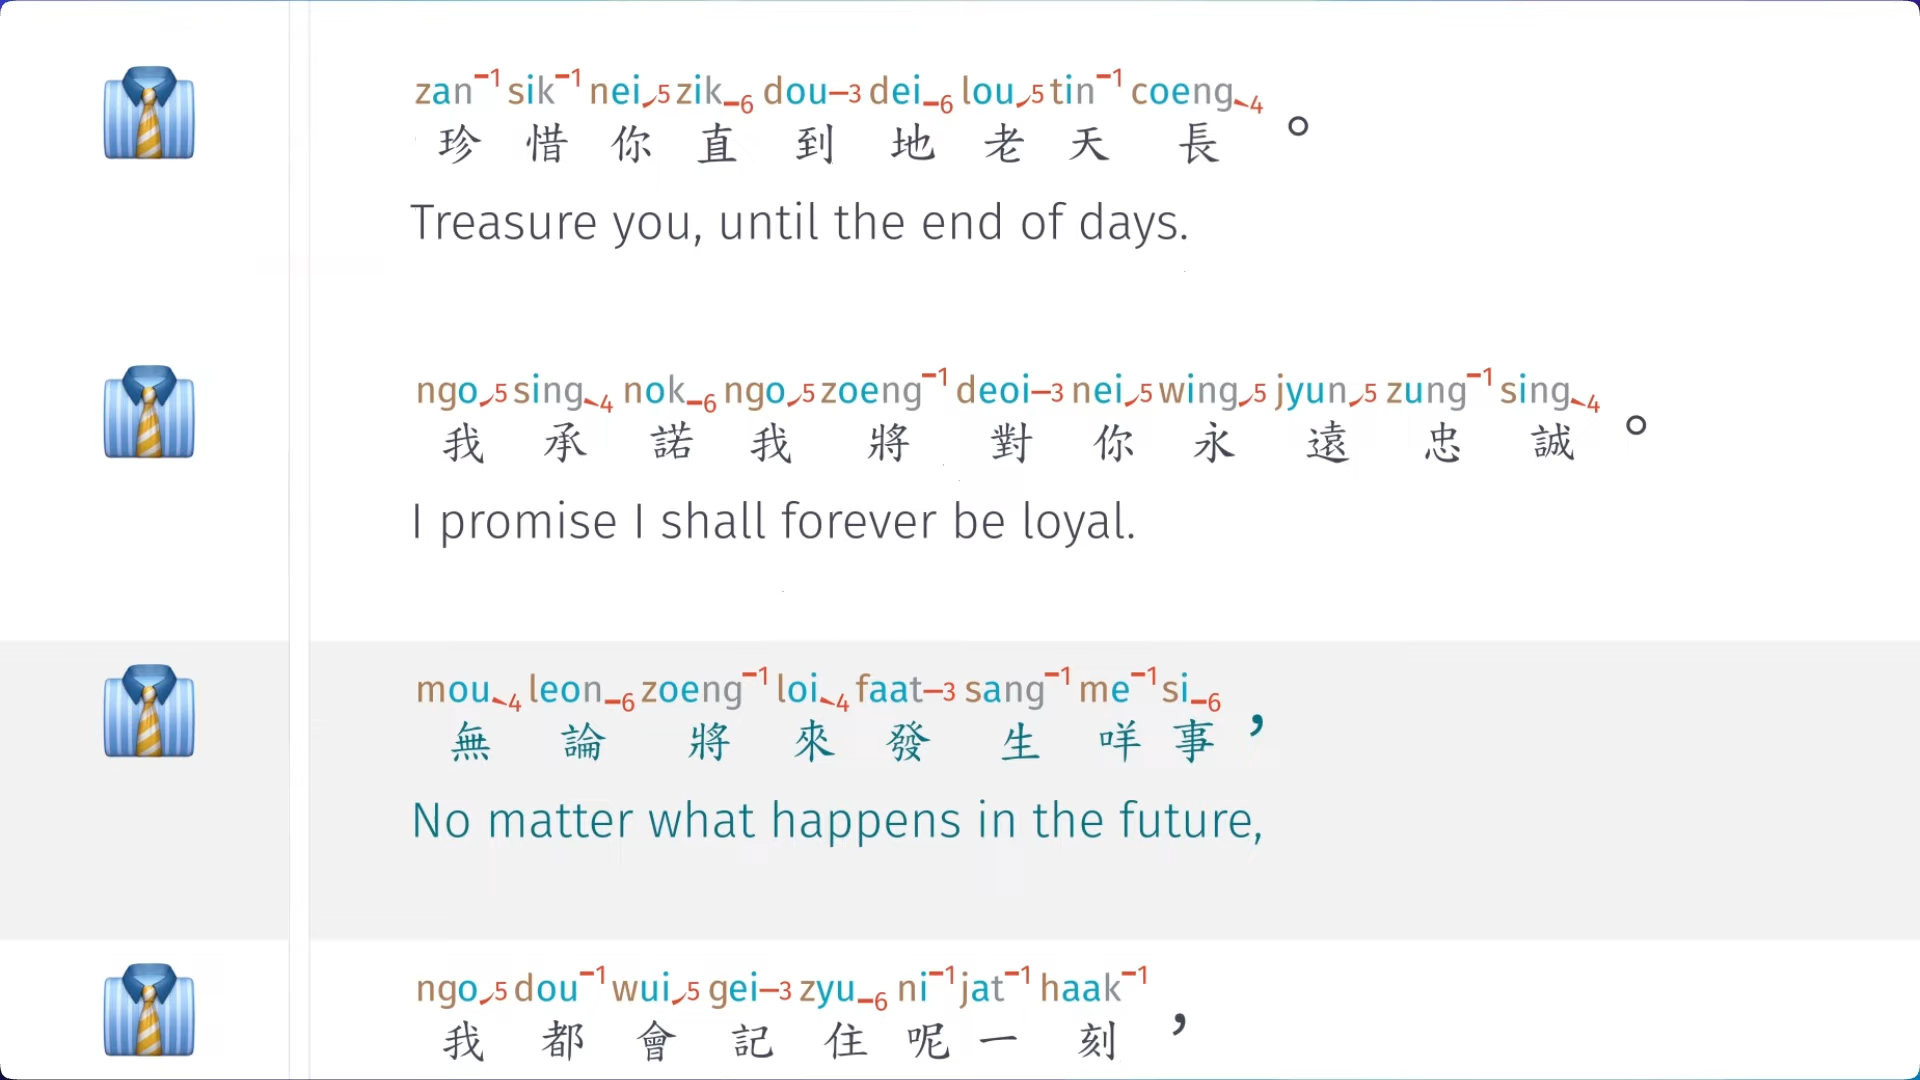 zan1 sik1 nei5 zik6 dou3 dei6 lou5 tin1 coeng4
珍惜你直到地老天長。
Treasure you, until the end of days.
ngo5 sing4 nok6 ngo5 zoeng1 deoi3 nei5 wing5 jyun5 zung1 sing4
我承諾我將對你永遠忠誠。
I promise I shall forever be loyal.
mou4 leon6 zoeng1 loi4 faat3 sang1 me1 si6
無論將來發生咩事，
No matter what happens in the future,
ngo5 dou1 wui5 gei3 zyu6 ni1 jat1 haak1
我都會記住呢一刻，